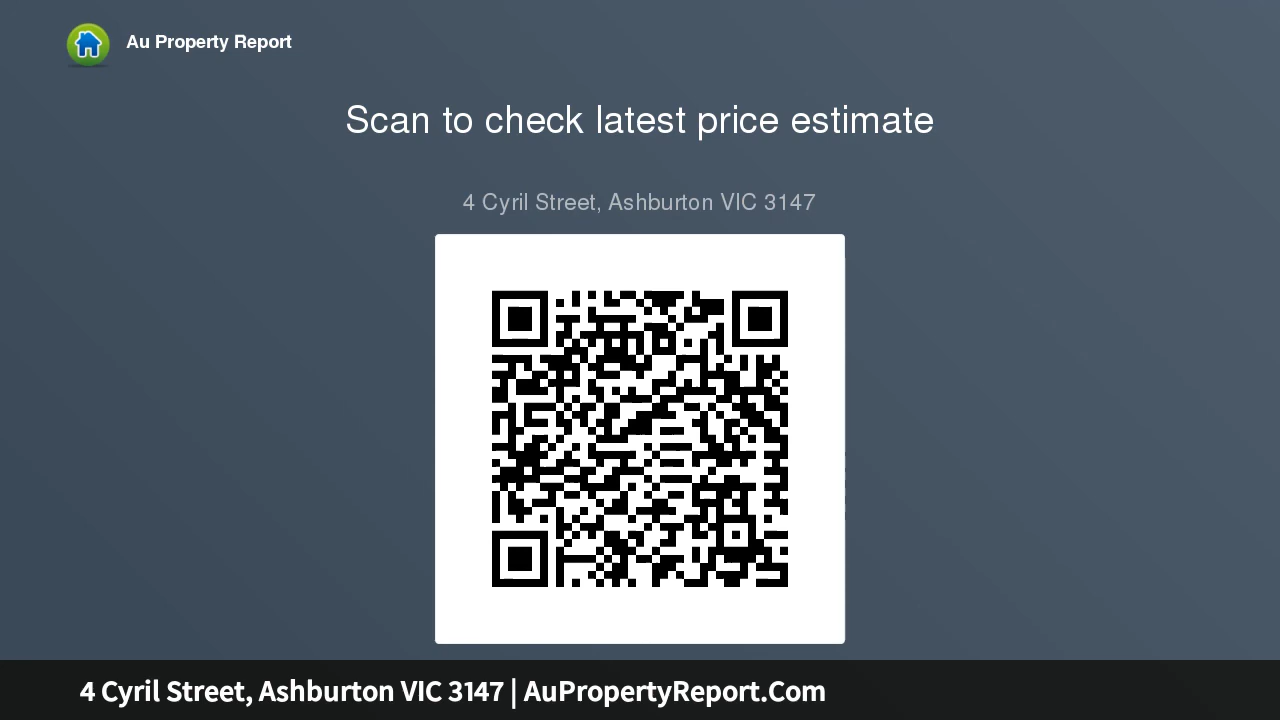 Au Property Report
Scan to check latest price estimate
4 Cyril Street, Ashburton VIC 3147
4 Cyril Street, Ashburton VIC 3147 | AuPropertyReport.Com